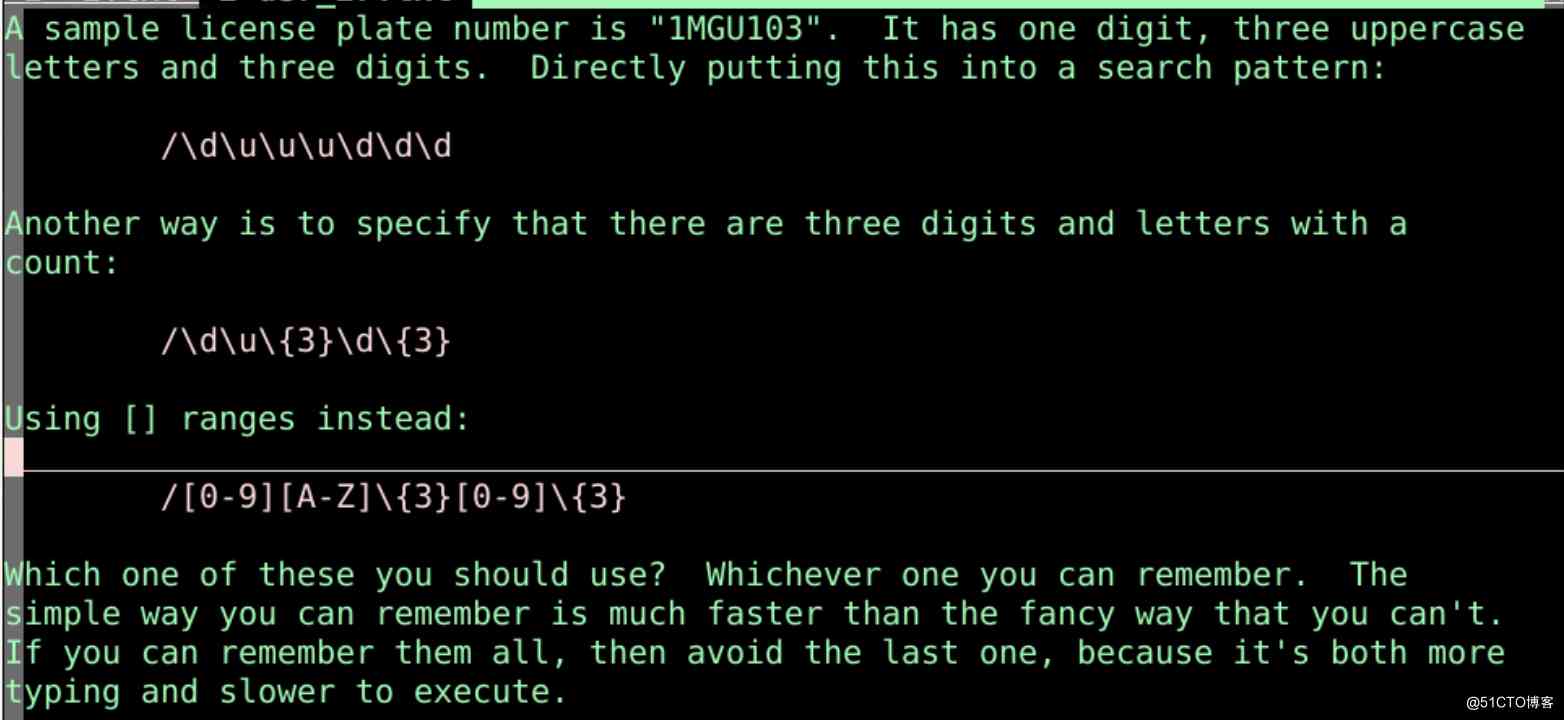 A sample license plate number is "1MGU103".  It has one digit, three uppercase
letters and three digits.  Directly putting this into a search pattern:
/\d\u\u\u\d\d\d
Another way is to specify that there are three digits and letters with a
count:
/\d\u\{3}\d\{3}
Using [] ranges instead:
/[0-9][A-Z]\{3}[0-9]\{3}
Which one of these you should use?  Whichever one you can remember.  The
simple way you can remember is much faster than the fancy way that you can't.
If you can remember them all, then avoid the last one, because it's both more
typing and slower to execute.
@51CTO博客